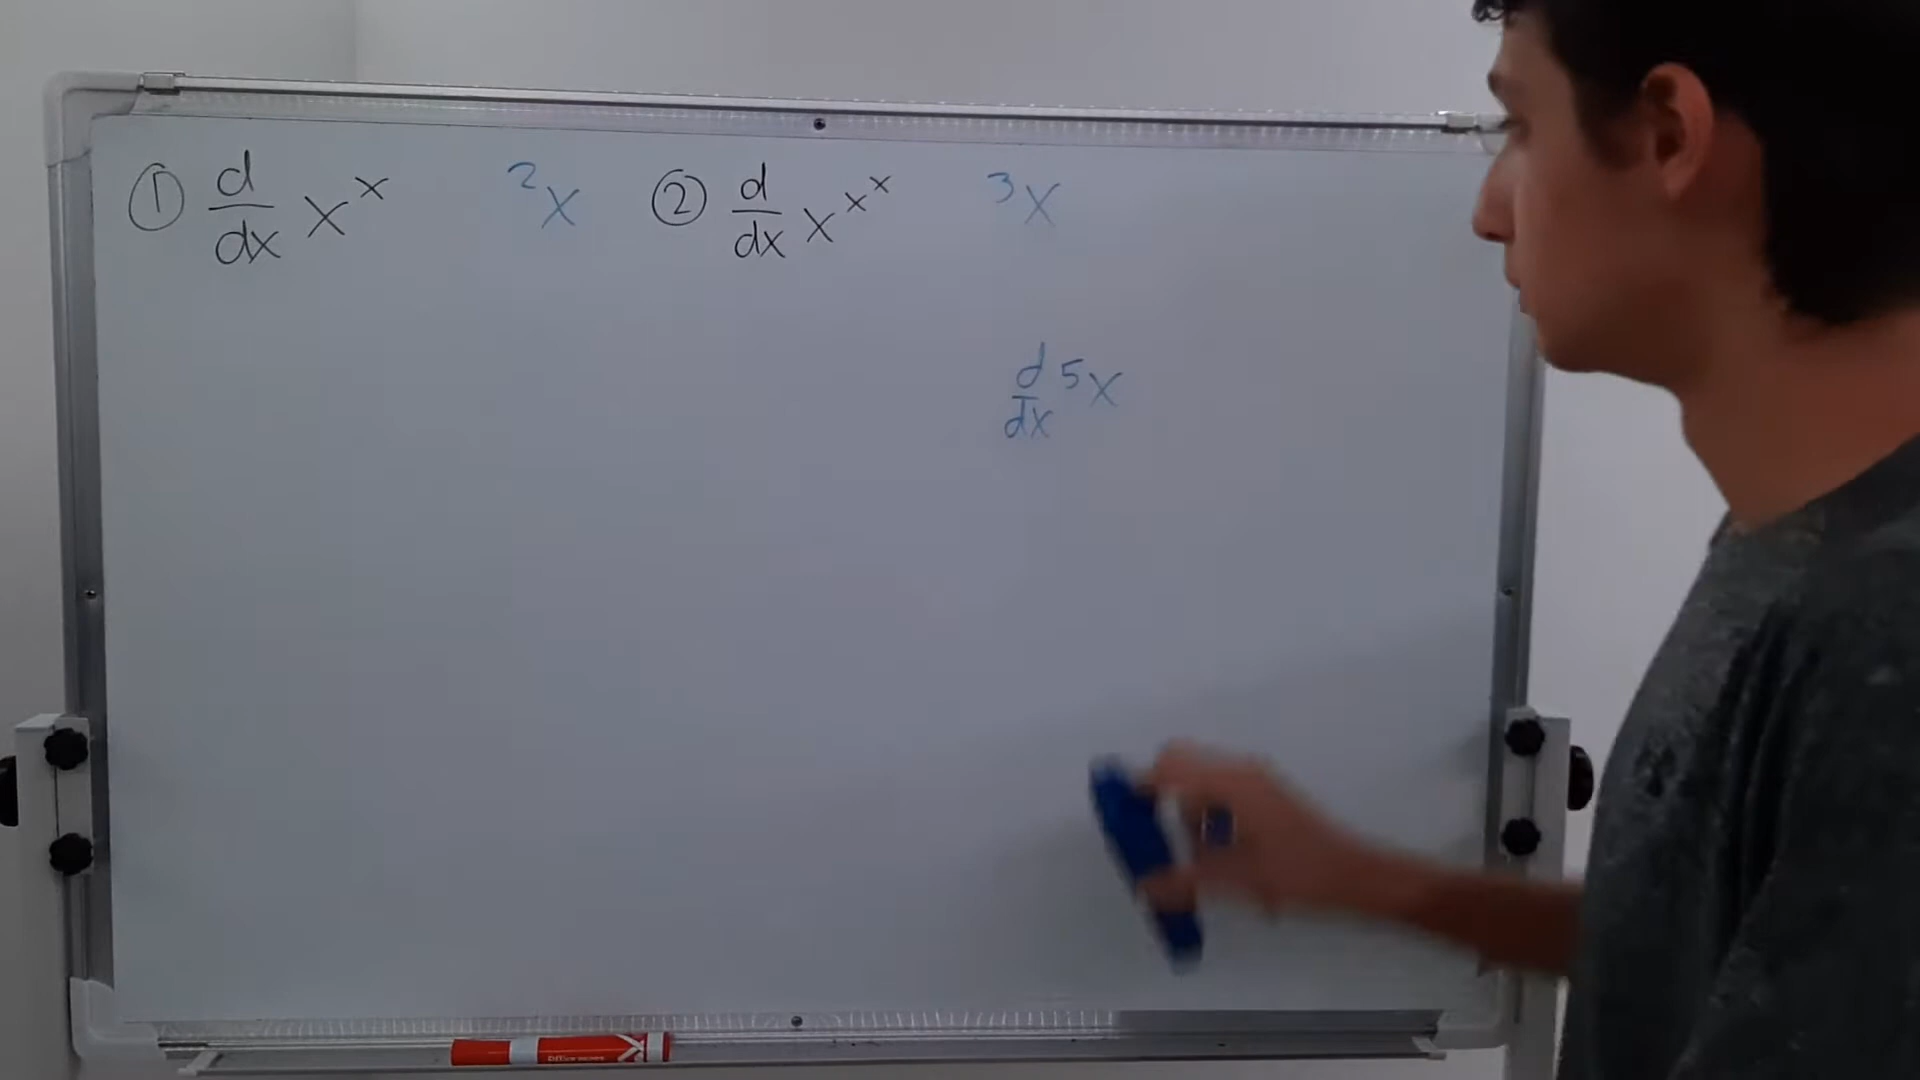 ① d/dx x^x ²x ② d/dx x^x^x ³x
d/dx ⁵x